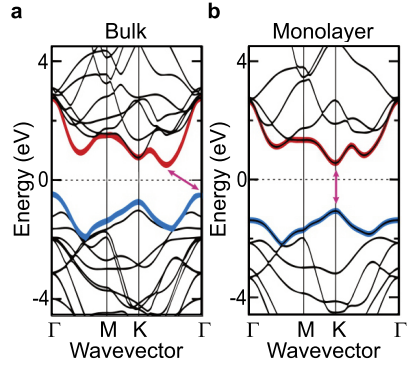 a Bulk
b Monolayer
Energy (eV)
4
0
-4
Γ M K Γ
Wavevector
Energy (eV)
4
0
-4
Γ M K Γ
Wavevector